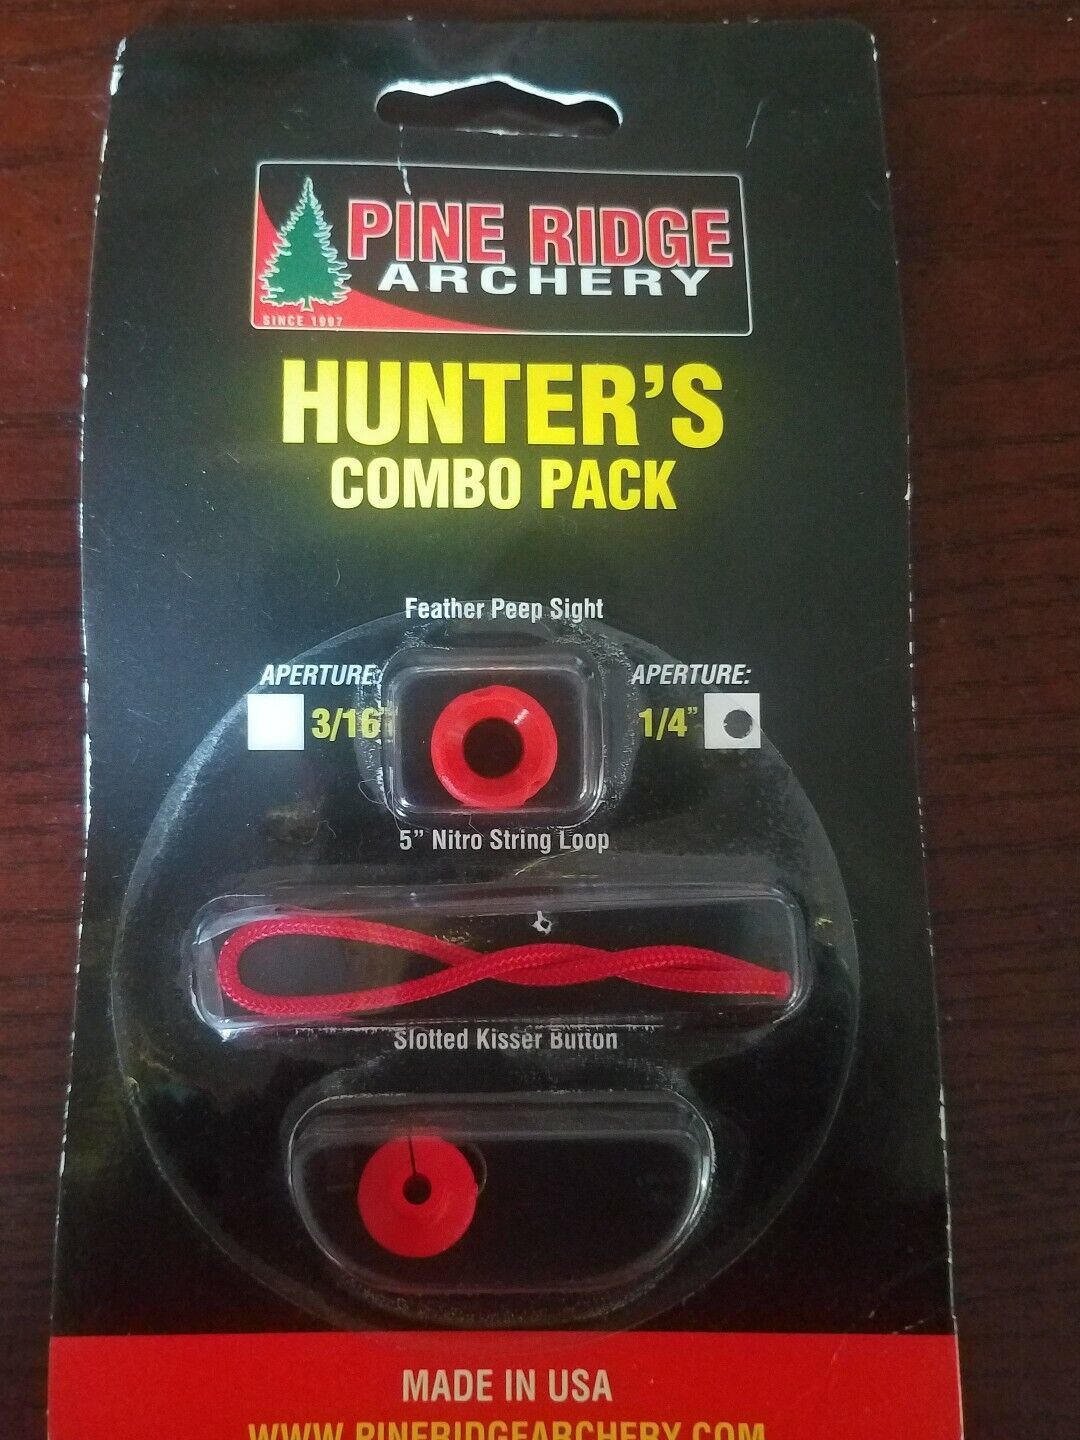 PINE RIDGE
ARCHERY
SINCE 1997
HUNTER'S
COMBO PACK
Feather Peep Sight
APERTURE: APERTURE:
3/16" 1/4"
5" Nitro String Loop
Slotted Kisser Button
MADE IN USA
WWW.PINERIDGEARCHERY.COM